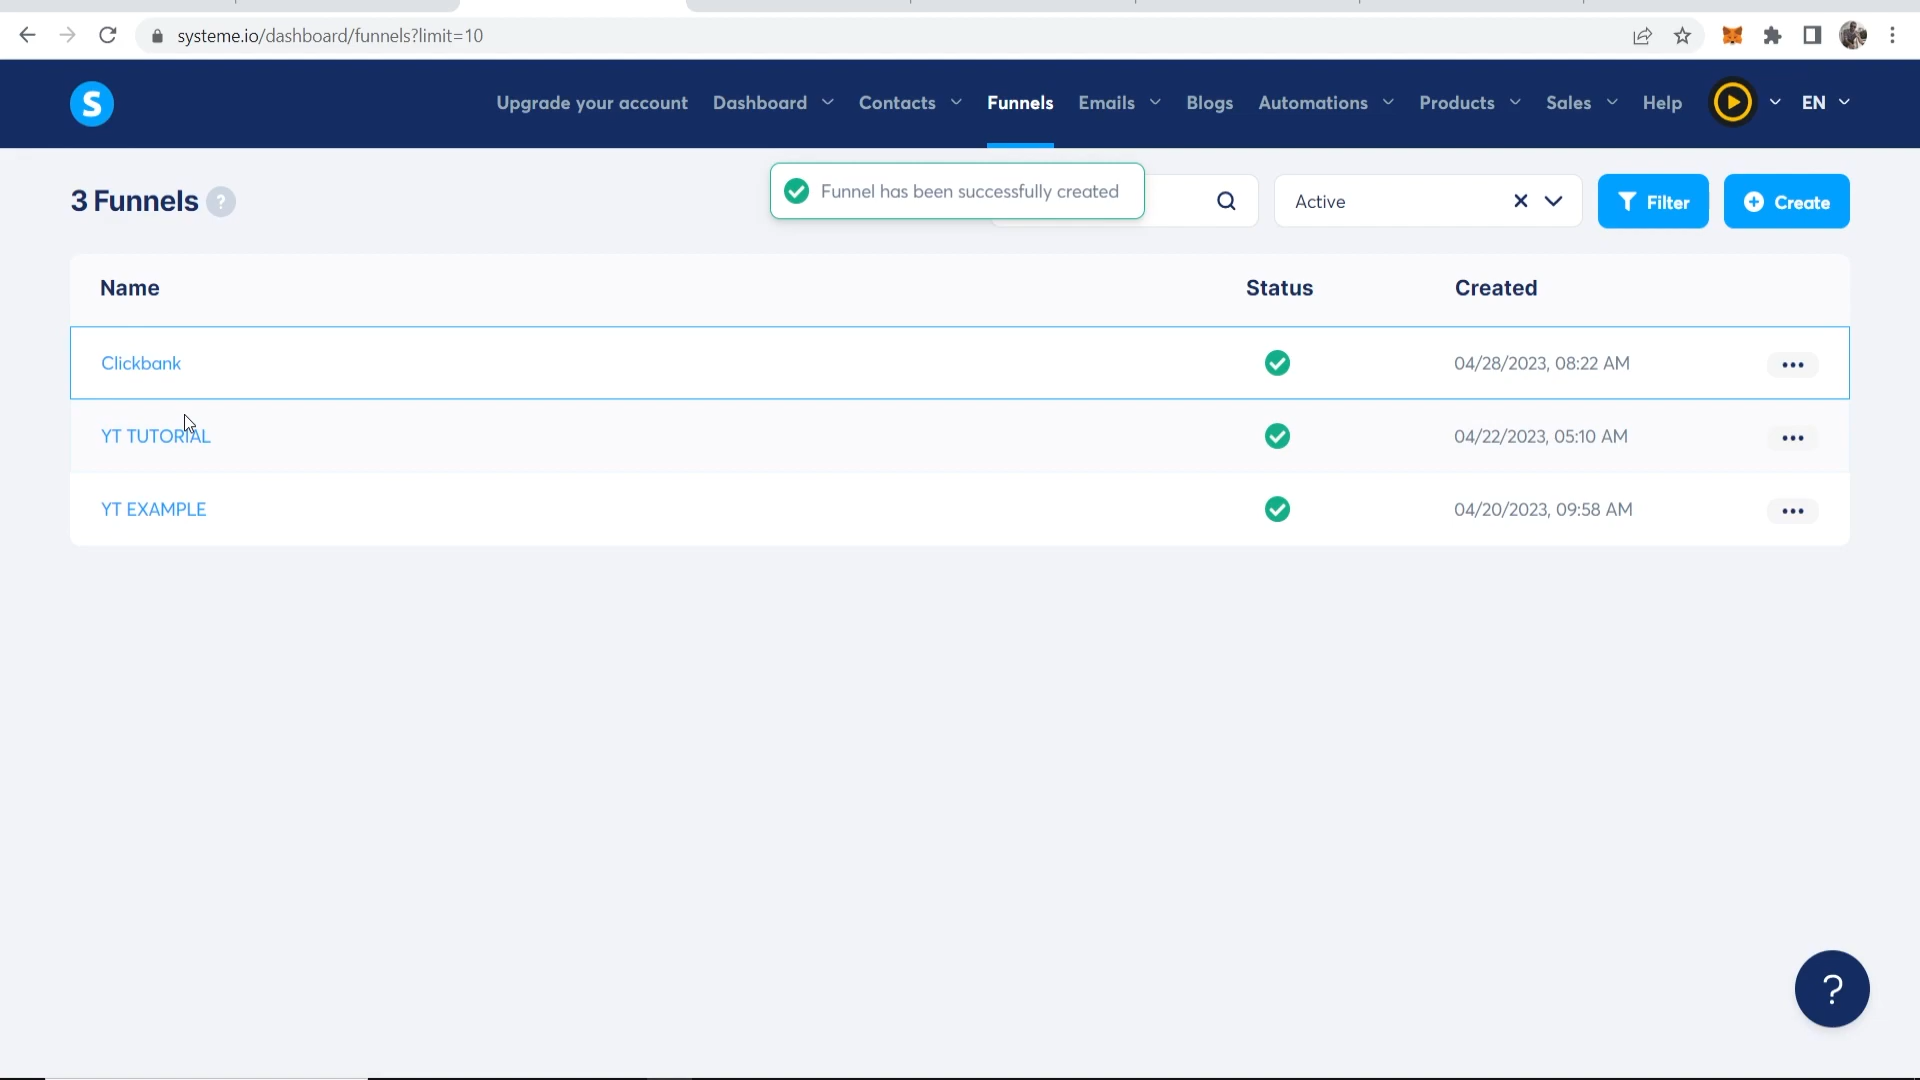 systeme.io/dashboard/funnels?limit=10
S
Upgrade your account Dashboard Contacts Funnels Emails Blogs Automations Products Sales Help EN
3 Funnels ?
Funnel has been successfully created
Active
Filter
Create
Name Status Created
Clickbank 04/28/2023, 08:22 AM
YT TUTORIAL 04/22/2023, 05:10 AM
YT EXAMPLE 04/20/2023, 09:58 AM
?